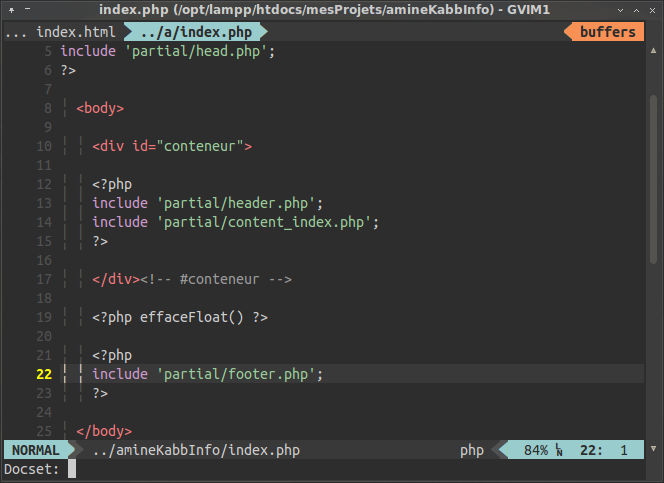 index.php (/opt/lampp/htdocs/mesProjets/amineKabbInfo) - GVIM1
... index.html ../a/index.php buffers
5 include 'partial/head.php';
6 ?>
7
8 <body>
9
10 <div id="conteneur">
11
12 <?php
13 include 'partial/header.php';
14 include 'partial/content_index.php';
15 ?>
16
17 </div><!-- #conteneur -->
18
19 <?php effaceFloat() ?>
20
21 <?php
22 include 'partial/footer.php';
23 ?>
24
25 </body>
NORMAL ../amineKabbInfo/index.php php 84% LN 22: 1
Docset: